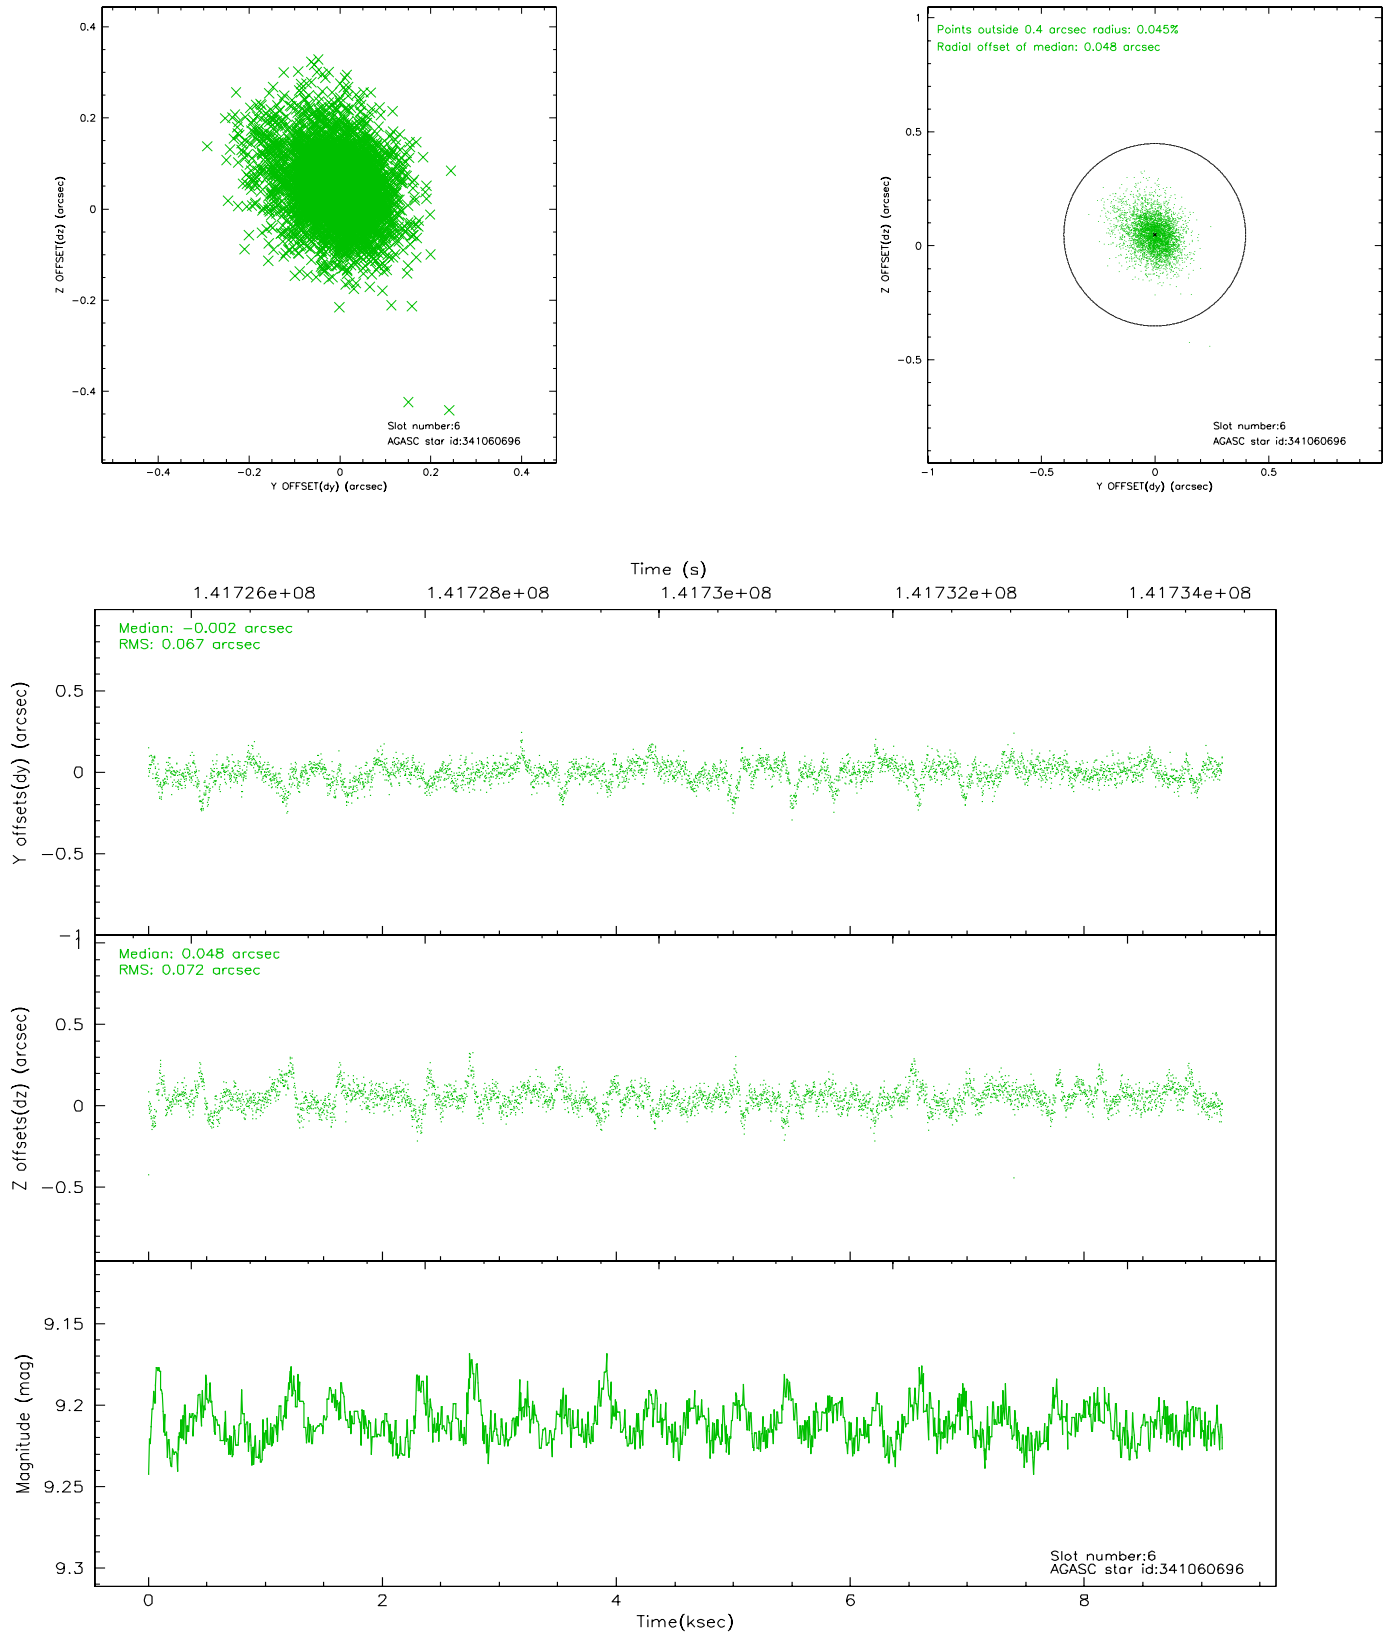 0.4
0.2
0
−0.2
−0.4
Z OFFSET(dz) (arcsec)
Slot number:6
AGASC star id:341060696
−0.4
−0.2
0
0.2
0.4
Y OFFSET(dy) (arcsec)
Points outside 0.4 arcsec radius: 0.045%
Radial offset of median: 0.048 arcsec
1
0.5
0
−0.5
Z OFFSET(dz) (arcsec)
Slot number:6
AGASC star id:341060696
−1
−0.5
0
0.5
Y OFFSET(dy) (arcsec)
Time (s)
1.41726e+08
1.41728e+08
1.4173e+08
1.41732e+08
1.41734e+08
Median: −0.002 arcsec
RMS: 0.067 arcsec
0.5
0
−0.5
−1
Y offsets(dy) (arcsec)
Median: 0.048 arcsec
RMS: 0.072 arcsec
1
0.5
0
−0.5
Z offsets(dz) (arcsec)
9.15
9.2
9.25
9.3
Magnitude (mag)
Slot number:6
AGASC star id:341060696
0
2
4
6
8
Time(ksec)